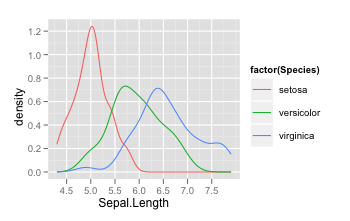 1.2
1.0
0.8
0.6
0.4
0.2
0.0
density
4.5 5.0 5.5 6.0 6.5 7.0 7.5
Sepal.Length
factor(Species)
setosa
versicolor
virginica